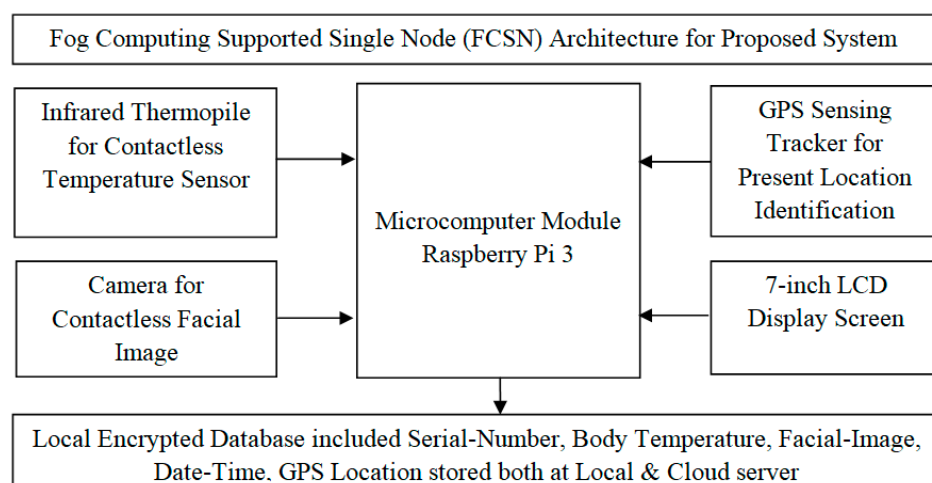 Fog Computing Supported Single Node (FCSN) Architecture for Proposed System
Infrared Thermopile
for Contactless
Temperature Sensor
Camera for
Contactless Facial
Image
Microcomputer Module
Raspberry Pi 3
GPS Sensing
Tracker for
Present Location
Identification
7-inch LCD
Display Screen
Local Encrypted Database included Serial-Number, Body Temperature, Facial-Image,
Date-Time, GPS Location stored both at Local & Cloud server